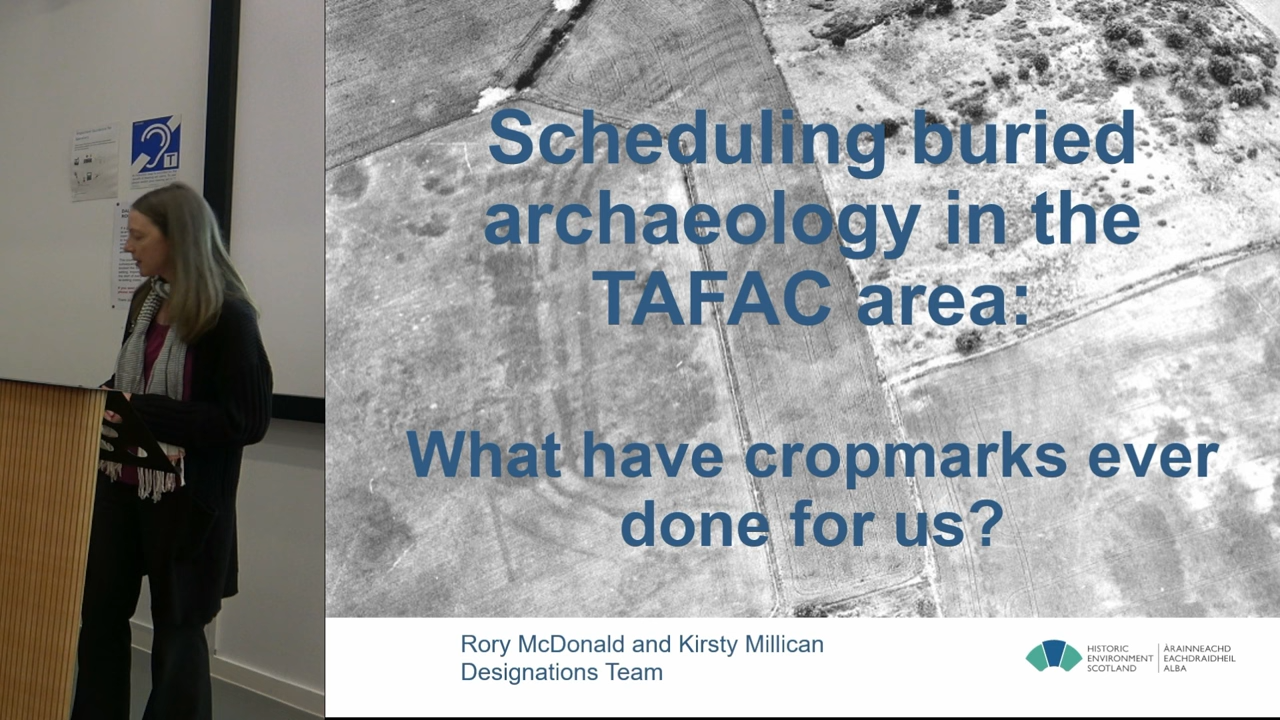 Scheduling buried
archaeology in the
TAFAC area:
What have cropmarks ever
done for us?
Rory McDonald and Kirsty Millican
Designations Team
HISTORIC
ENVIRONMENT
SCOTLAND
ÀRAINNEACHD
EACHDRAIDHEIL
ALBA
T